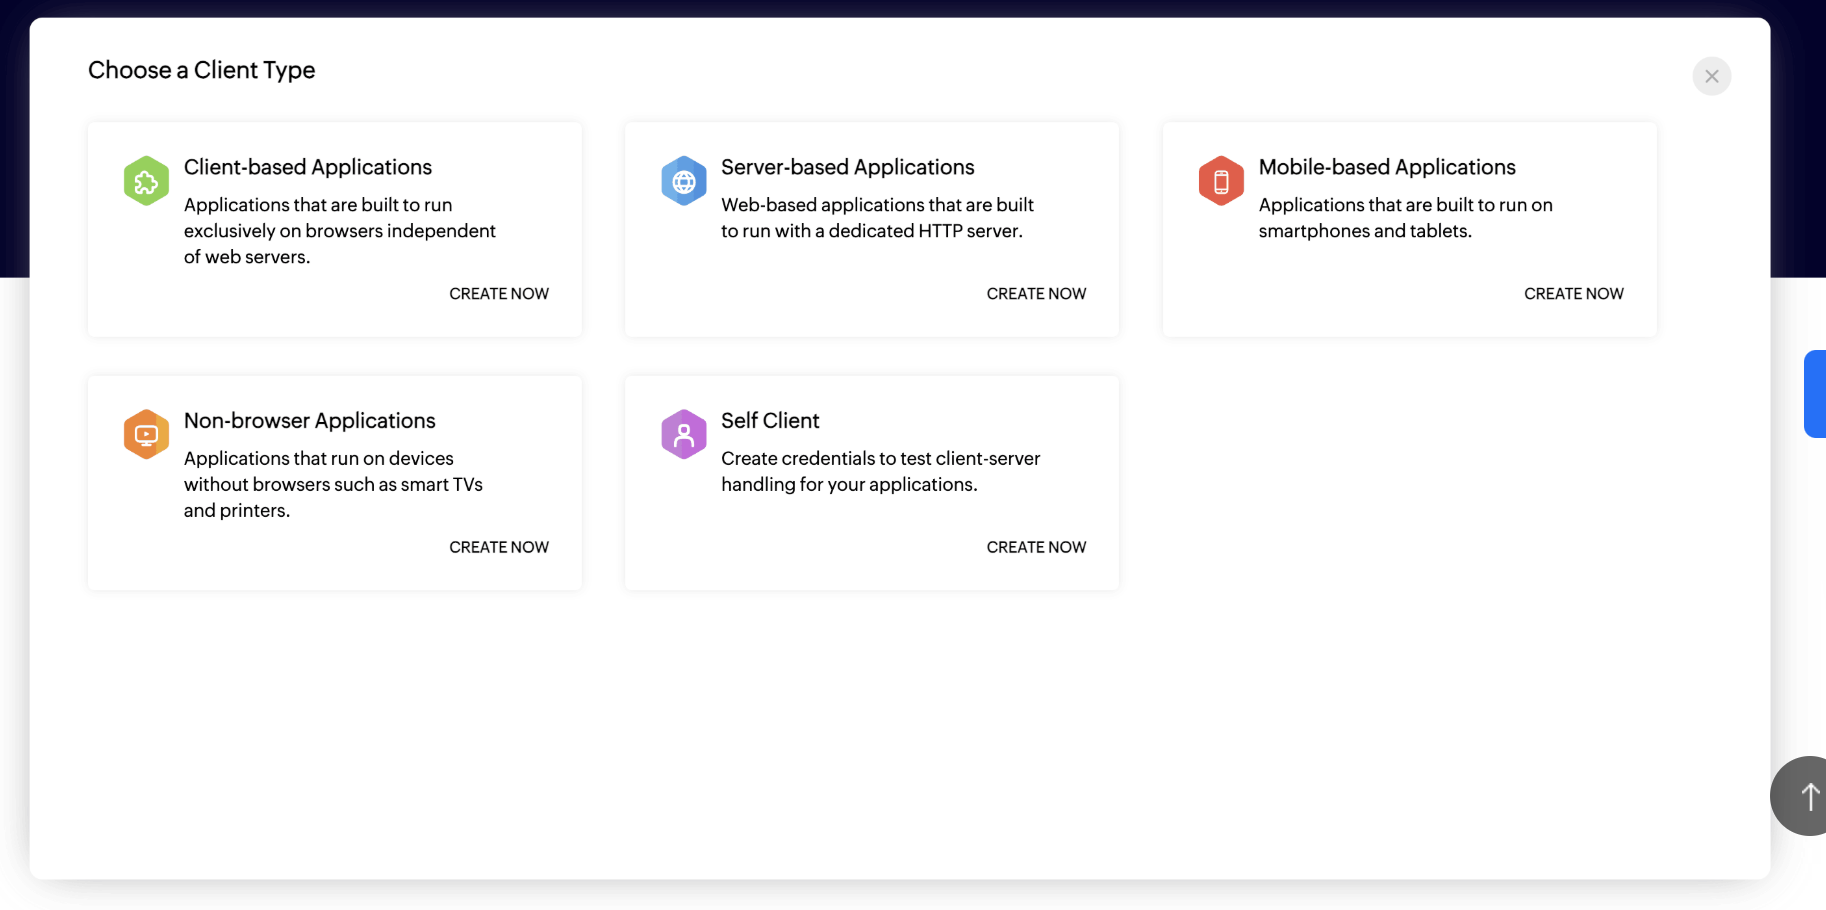 Choose a Client Type
Client-based Applications
Applications that are built to run
exclusively on browsers independent
of web servers.
CREATE NOW
Server-based Applications
Web-based applications that are built
to run with a dedicated HTTP server.
CREATE NOW
Mobile-based Applications
Applications that are built to run on
smartphones and tablets.
CREATE NOW
Non-browser Applications
Applications that run on devices
without browsers such as smart TVs
and printers.
CREATE NOW
Self Client
Create credentials to test client-server
handling for your applications.
CREATE NOW